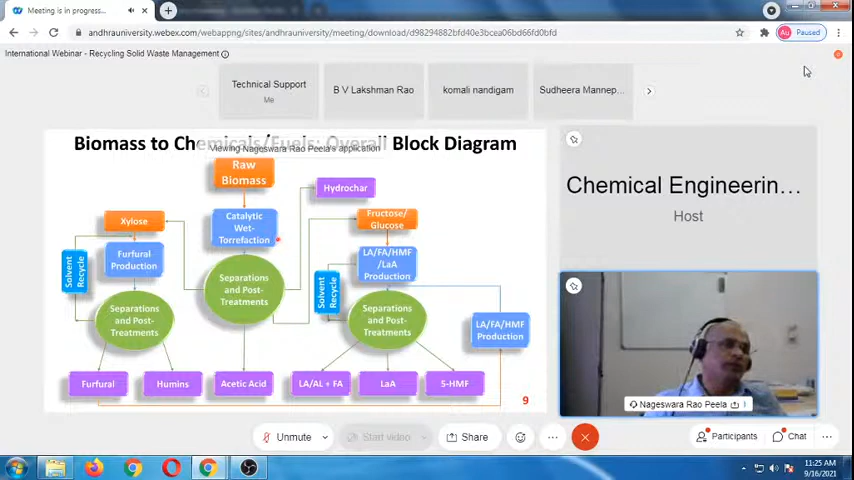 Meeting is in progress...
andhrauniversity.webex.com/webappng/sites/andhrauniversity/meeting/download/d98294882bfd40e3bcea06bd66fd0bfd
Au
Paused
International Webinar - Recycling Solid Waste Management
Technical Support
Me
B V Lakshman Rao
komali nandigam
Sudheera Mannep...
Biomass to Chemicals/Fuels: Overall Block Diagram
Viewing Nageswara Rao Peela's application
Raw
Biomass
Hydrochar
Xylose
Catalytic
Wet-
Torrefaction
Fructose/
Glucose
Solvent
Recycle
Furfural
Production
LA/FA/HMF
/LaA
Production
Separations
and Post-
Treatments
Solvent
Recycle
Separations
and Post-
Treatments
Separations
and Post-
Treatments
LA/FA/HMF
Production
Furfural
Humins
Acetic Acid
LA/AL + FA
LaA
5-HMF
9
Chemical Engineerin...
Host
Nageswara Rao Peela
Unmute
Start video
Share
Participants
Chat
11:25 AM
9/16/2021